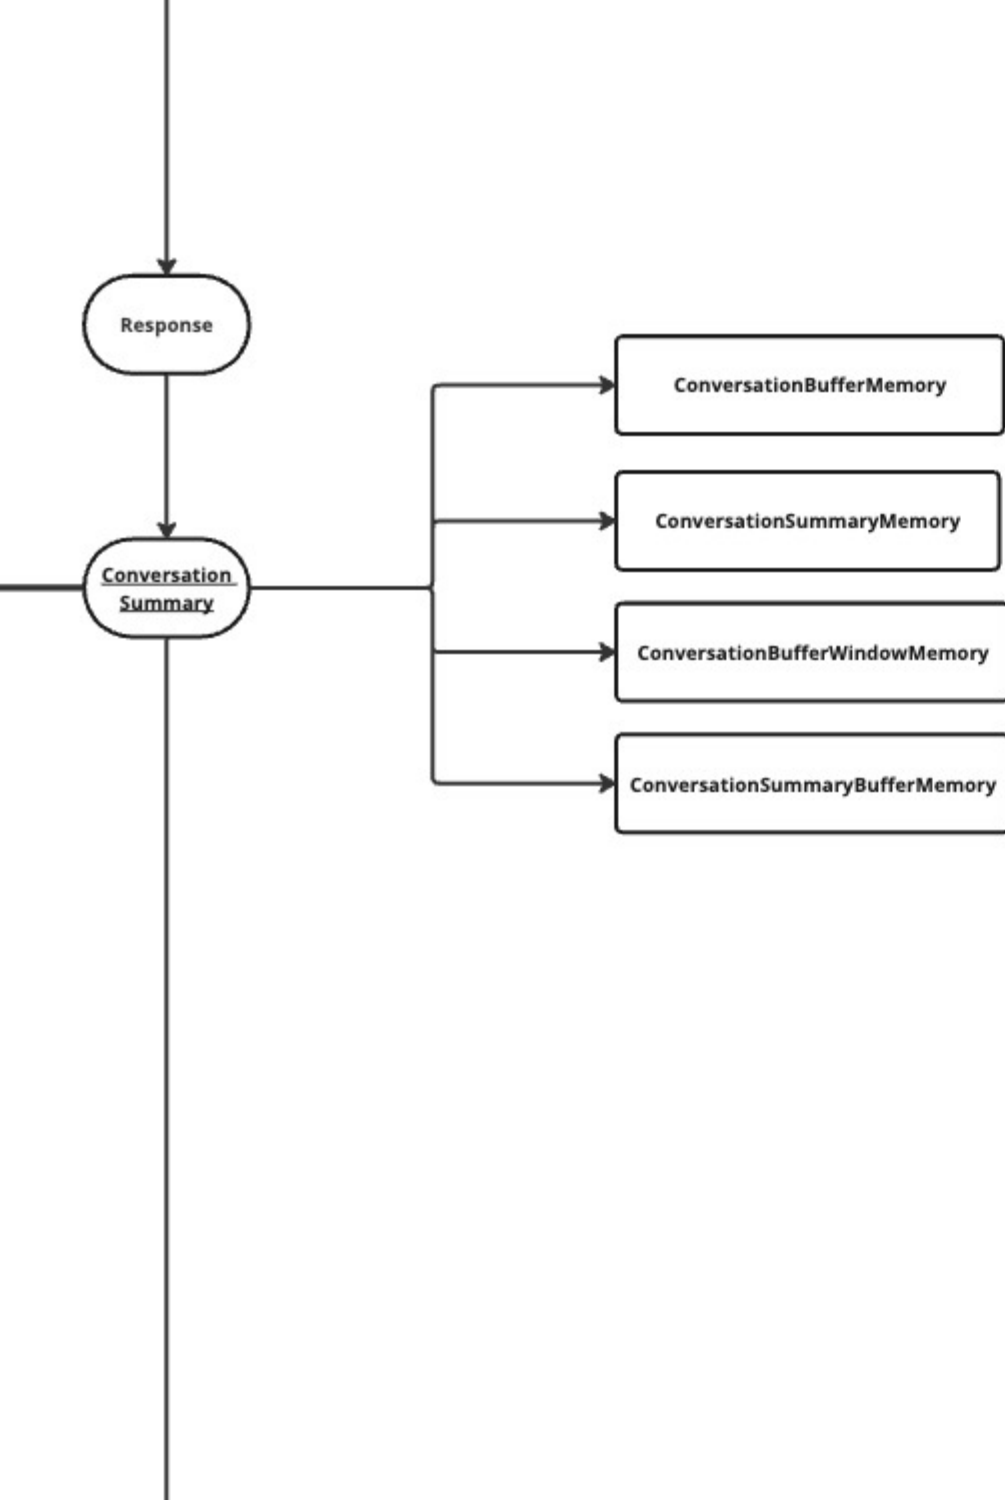 Response
Conversation
Summary
ConversationBufferMemory
ConversationSummaryMemory
ConversationBufferWindowMemory
ConversationSummaryBufferMemory